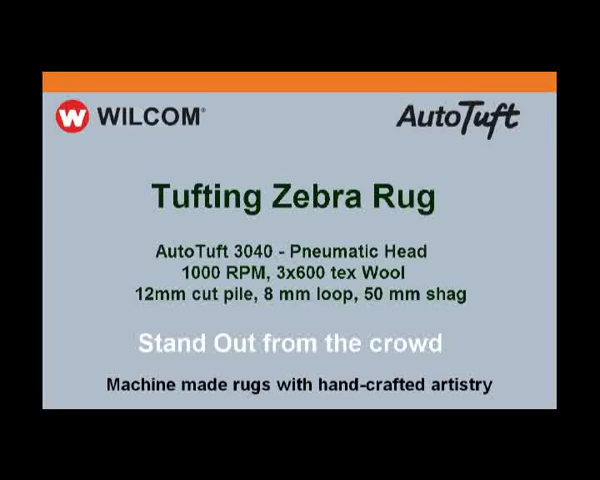 W WILCOM®
AutoTuft
Tufting Zebra Rug
AutoTuft 3040 - Pneumatic Head
1000 RPM, 3x600 tex Wool
12mm cut pile, 8 mm loop, 50 mm shag
Stand Out from the crowd
Machine made rugs with hand-crafted artistry